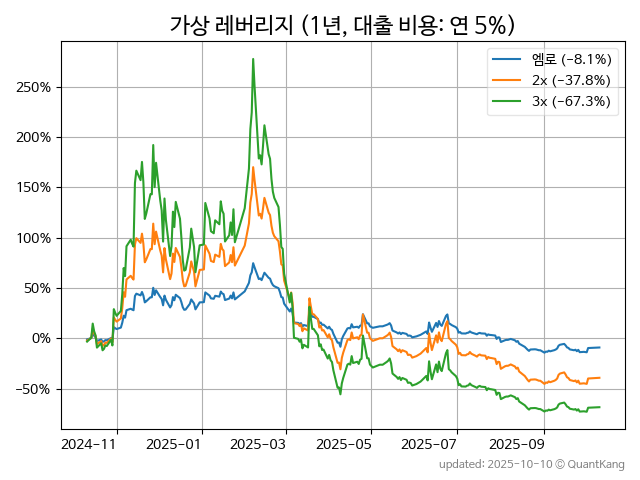 가상 레버리지 (1년, 대출 비용: 연 5%)
엠로 (−8.1%)
2x (−37.8%)
3x (−67.3%)
250%
200%
150%
100%
50%
0%
−50%
2024-11
2025-01
2025-03
2025-05
2025-07
2025-09
updated: 2025-10-10 © QuantKang